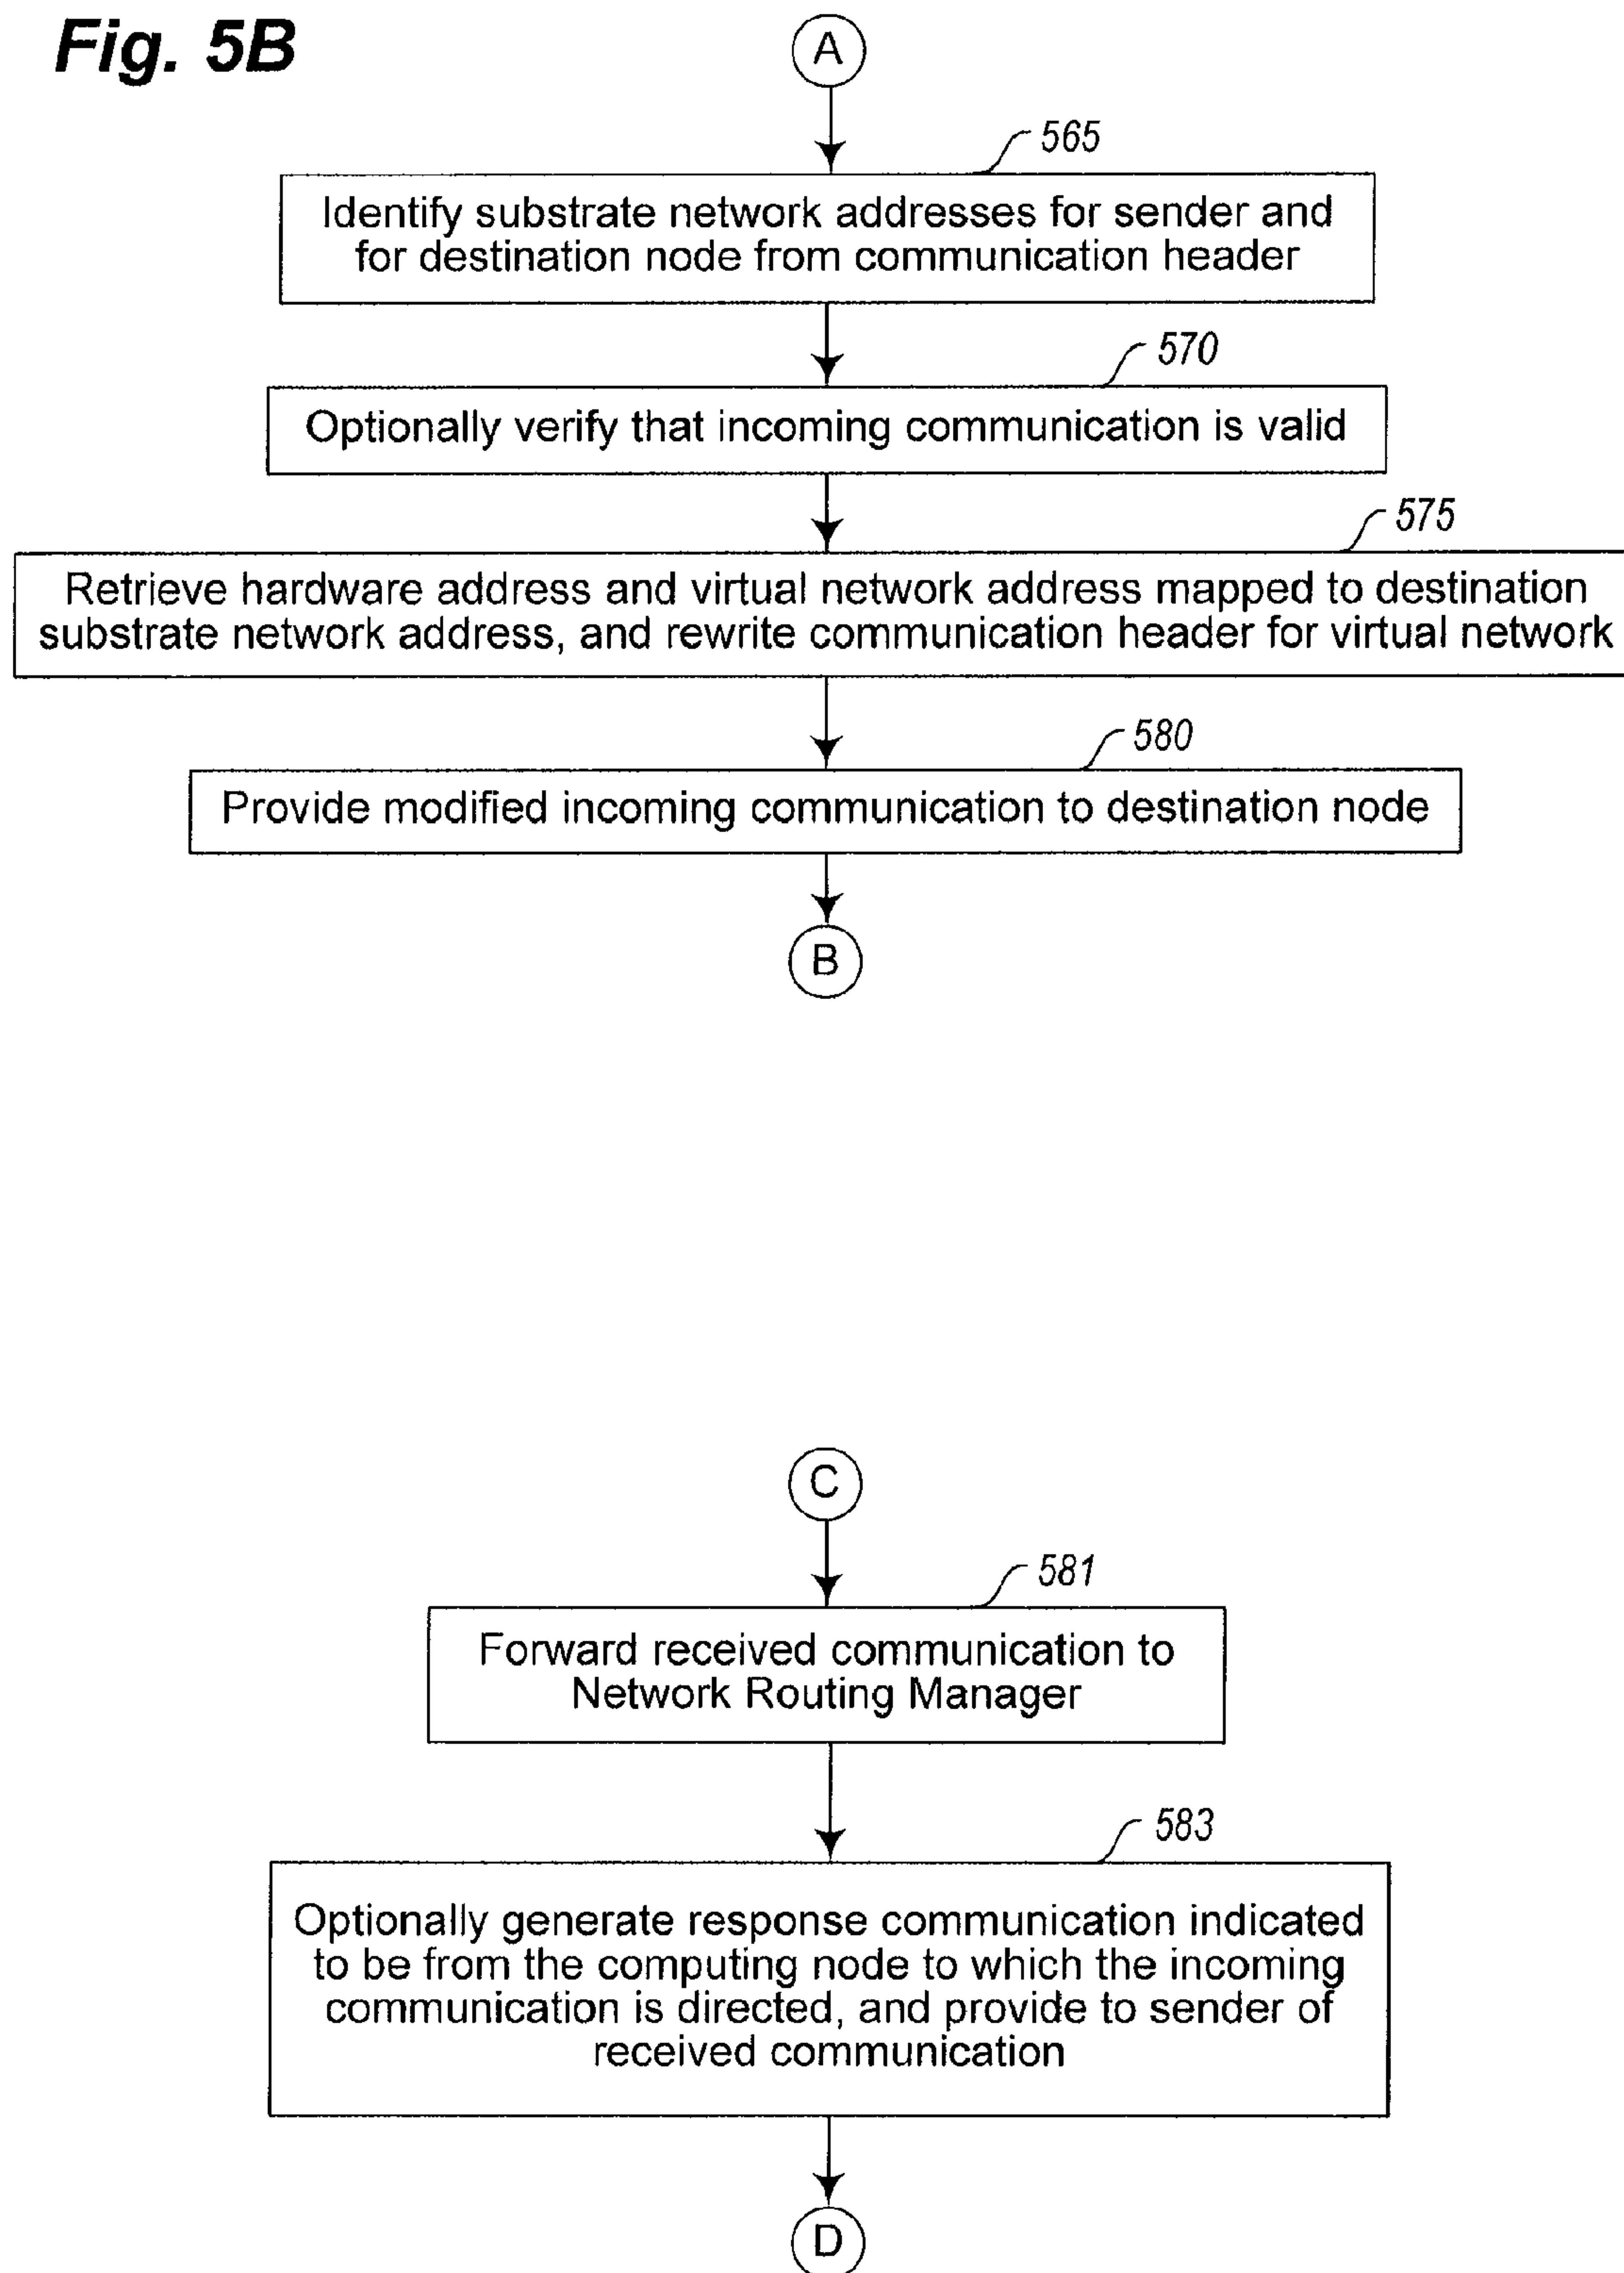 Fig. 5B
A
565
Identify substrate network addresses for sender and
for destination node from communication header
570
Optionally verify that incoming communication is valid
575
Retrieve hardware address and virtual network address mapped to destination
substrate network address, and rewrite communication header for virtual network
580
Provide modified incoming communication to destination node
B
C
581
Forward received communication to
Network Routing Manager
583
Optionally generate response communication indicated
to be from the computing node to which the incoming
communication is directed, and provide to sender of
received communication
D